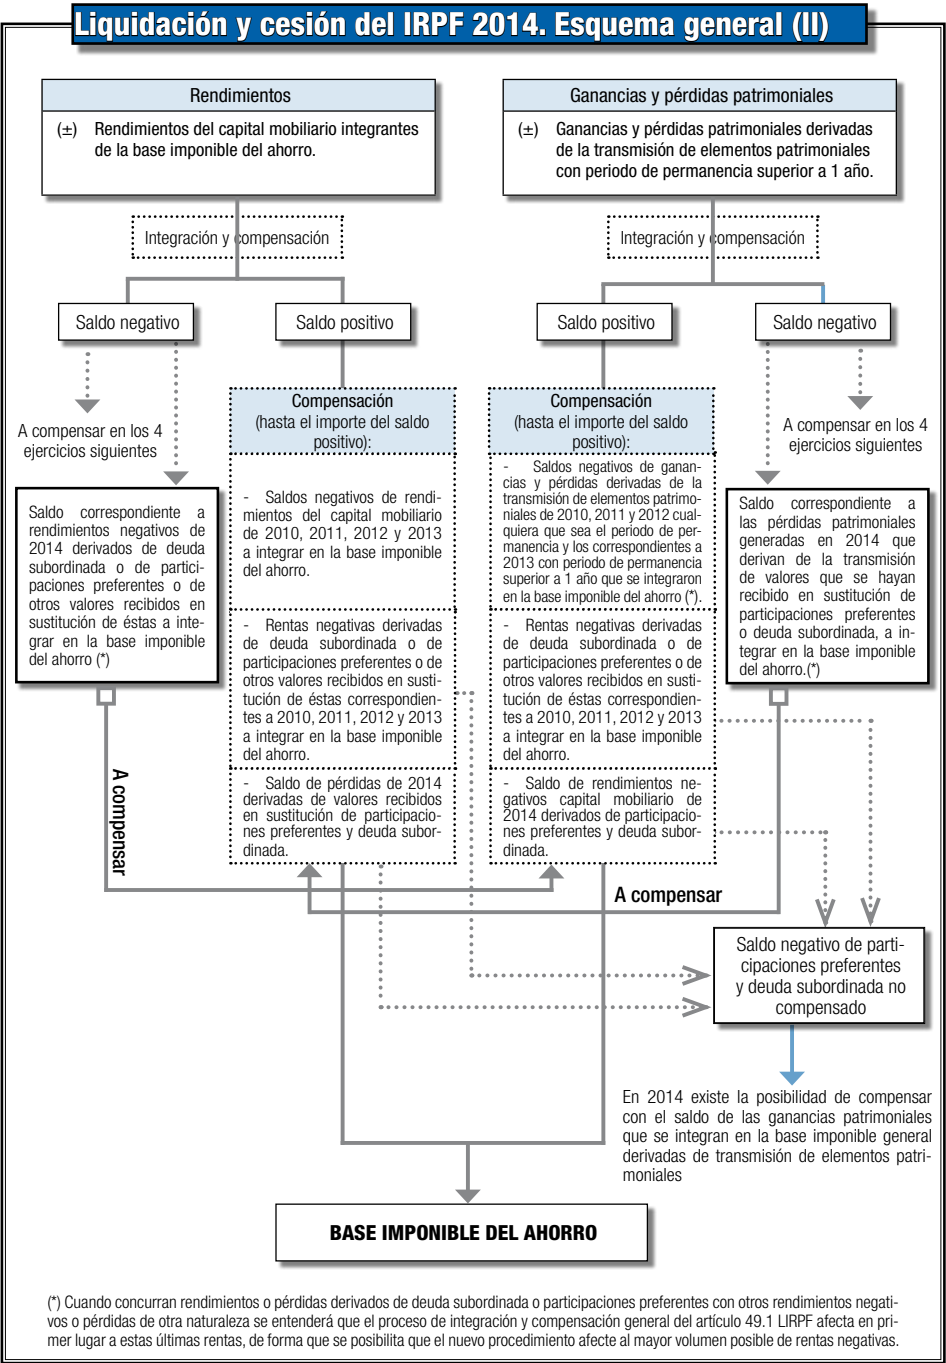 Liquidación y cesión del IRPF 2014. Esquema general (II)
Rendimientos
(±) Rendimientos del capital mobiliario integrantes
de la base imponible del ahorro.
Ganancias y pérdidas patrimoniales
(±) Ganancias y pérdidas patrimoniales derivadas
de la transmisión de elementos patrimoniales
con periodo de permanencia superior a 1 año.
Integración y compensación
Integración y compensación
Saldo negativo
Saldo positivo
Saldo positivo
Saldo negativo
A compensar en los 4
ejercicios siguientes
Compensación
(hasta el importe del saldo
positivo):
Compensación
(hasta el importe del saldo
positivo):
A compensar en los 4
ejercicios siguientes
Saldo correspondiente a
rendimientos negativos de
2014 derivados de deuda
subordinada o de partici-
paciones preferentes o de
otros valores recibidos en
sustitución de éstas a inte-
grar en la base imponible
del ahorro (*)
- Saldos negativos de rendi-
mientos del capital mobiliario
de 2010, 2011, 2012 y 2013
a integrar en la base imponible
del ahorro.
- Rentas negativas derivadas
de deuda subordinada o de
participaciones preferentes o de
otros valores recibidos en susti-
tución de éstas correspondien-
tes a 2010, 2011, 2012 y 2013
a integrar en la base imponible
del ahorro.
- Saldo de pérdidas de 2014
derivadas de valores recibidos
en sustitución de participacio-
nes preferentes y deuda subor-
dinada.
- Saldos negativos de ganan-
cias y pérdidas derivadas de la
transmisión de elementos patrimo-
niales de 2010, 2011 y 2012 cual-
quiera que sea el periodo de per-
manencia y los correspondientes a
2013 con periodo de permanencia
superior a 1 año que se integraron
en la base imponible del ahorro (*).
- Rentas negativas derivadas
de deuda subordinada o de
participaciones preferentes o de
otros valores recibidos en susti-
tución de éstas correspondien-
tes a 2010, 2011, 2012 y 2013
a integrar en la base imponible
del ahorro.
- Saldo de rendimientos ne-
gativos capital mobiliario de
2014 derivados de participacio-
nes preferentes y deuda subor-
dinada.
Saldo correspondiente a
las pérdidas patrimoniales
generadas en 2014 que
derivan de la transmisión
de valores que se hayan
recibido en sustitución de
participaciones preferentes
o deuda subordinada, a in-
tegrar en la base imponible
del ahorro.(*)
A compensar
A compensar
Saldo negativo de parti-
cipaciones preferentes
y deuda subordinada no
compensado
En 2014 existe la posibilidad de compensar
con el saldo de las ganancias patrimoniales
que se integran en la base imponible general
derivadas de transmisión de elementos patri-
moniales
BASE IMPONIBLE DEL AHORRO
(*) Cuando concurran rendimientos o pérdidas derivados de deuda subordinada o participaciones preferentes con otros rendimientos negati-
vos o pérdidas de otra naturaleza se entenderá que el proceso de integración y compensación general del artículo 49.1 LIRPF afecta en pri-
mer lugar a estas últimas rentas, de forma que se posibilita que el nuevo procedimiento afecte al mayor volumen posible de rentas negativas.